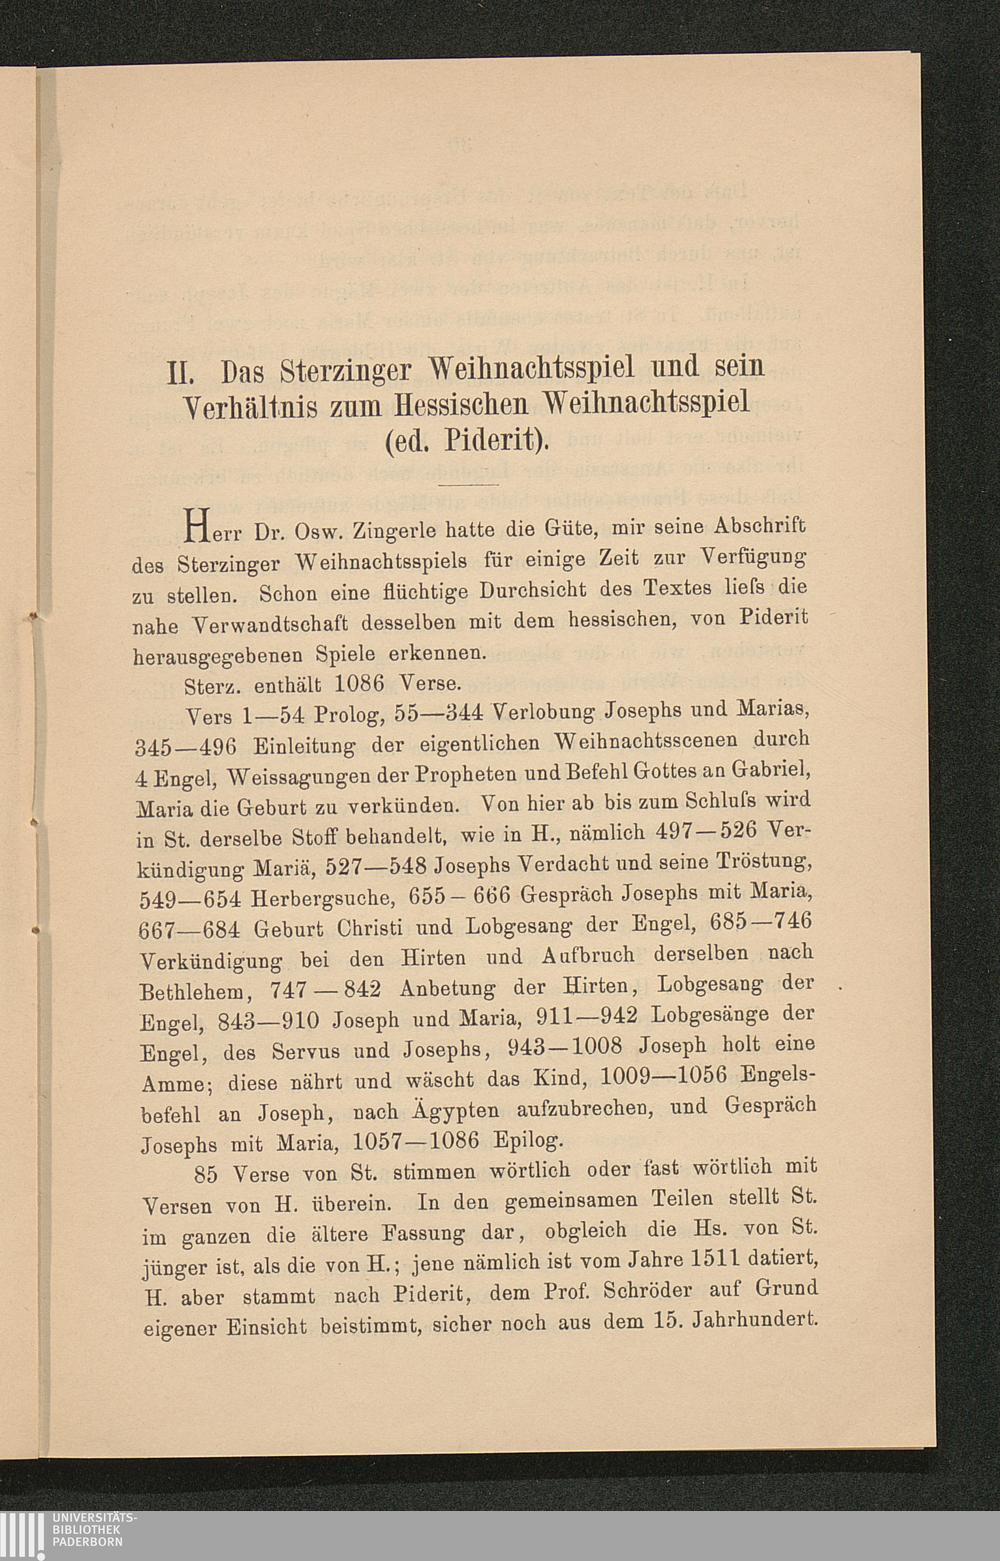 II. Das Sterzinger Weihnachtsspiel und sein
Verhältnis zum Hessischen Weihnachtsspiel
(ed. Piderit).
Herr Dr. Osw. Zingerle hatte die Güte, mir seine Abschrift
des Sterzinger Weihnachtsspiels für einige Zeit zur Verfügung
zu stellen. Schon eine flüchtige Durchsicht des Textes liefs die
nahe Verwandtschaft desselben mit dem hessischen, von Piderit
herausgegebenen Spiele erkennen.
Sterz. enthält 1086 Verse.
Vers 1—54 Prolog, 55—344 Verlobung Josephs und Marias,
345—496 Einleitung der eigentlichen Weihnachtsscenen durch
4 Engel, Weissagungen der Propheten und Befehl Gottes an Gabriel,
Maria die Geburt zu verkünden. Von hier ab bis zum Schlufs wird
in St. derselbe Stoff behandelt, wie in H., nämlich 497—526 Ver-
kündigung Mariä, 527—548 Josephs Verdacht und seine Tröstung,
549—654 Herbergsuche, 655 – 666 Gespräch Josephs mit Maria,
667—684 Geburt Christi und Lobgesang der Engel, 685—746
Verkündigung bei den Hirten und Aufbruch derselben nach
Bethlehem, 747 — 842 Anbetung der Hirten, Lobgesang der
Engel, 843—910 Joseph und Maria, 911—942 Lobgesänge der
Engel, des Servus und Josephs, 943—1008 Joseph holt eine
Amme; diese nährt und wäscht das Kind, 1009—1056 Engels-
befehl an Joseph, nach Ägypten aufzubrechen, und Gespräch
Josephs mit Maria, 1057—1086 Epilog.
85 Verse von St. stimmen wörtlich oder fast wörtlich mit
Versen von H. überein. In den gemeinsamen Teilen stellt St.
im ganzen die ältere Fassung dar, obgleich die Hs. von St.
jünger ist, als die von H.; jene nämlich ist vom Jahre 1511 datiert,
H. aber stammt nach Piderit, dem Prof. Schröder auf Grund
eigener Einsicht beistimmt, sicher noch aus dem 15. Jahrhundert.
UNIVERSITÄTS-
BIBLIOTHEK
PADERBORN